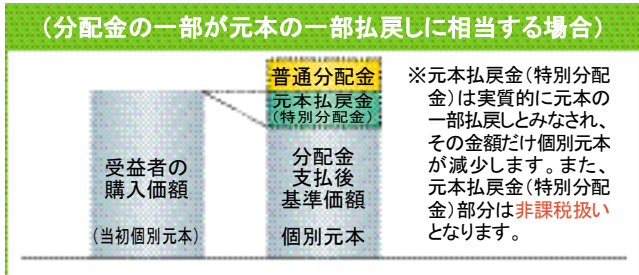 (分配金の一部が元本の一部払戻しに相当する場合)
普通分配金
元本払戻金
(特別分配金)
受益者の
購入価額
(当初個別元本)
分配金
支払後
基準価額
個別元本
※元本払戻金(特別分配
金)は実質的に元本の
一部払戻しとみなされ、
その金額だけ個別元本
が減少します。また、
元本払戻金(特別分配
金)部分は非課税扱い
となります。